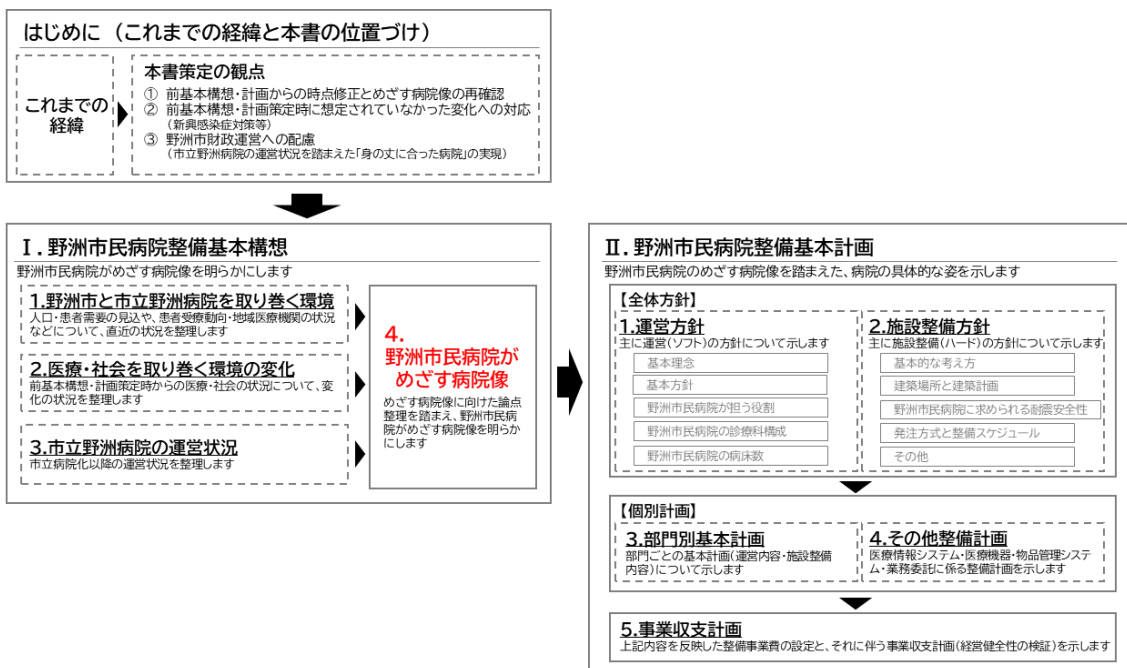 はじめに（これまでの経緯と本書の位置づけ）
これまでの
経緯
本書策定の観点
① 前基本構想・計画からの時点修正とめざす病院像の再確認
② 前基本構想・計画策定時に想定されていなかった変化への対応
（新興感染症対策等）
③ 野洲市財政運営への配慮
（市立野洲病院の運営状況を踏まえた「身の丈に合った病院」の実現）
Ⅰ．野洲市民病院整備基本構想
野洲市民病院がめざす病院像を明らかにします
1.野洲市と市立野洲病院を取り巻く環境
人口・患者需要の見込や、患者受療動向・地域医療機関の状況
などについて、直近の状況を整理します
2.医療・社会を取り巻く環境の変化
前基本構想・計画策定時からの医療・社会の状況について、変
化の状況を整理します
3.市立野洲病院の運営状況
市立病院化以降の運営状況を整理します
4.
野洲市民病院が
めざす病院像
めざす病院像に向けた論点
整理を踏まえ、野洲市民病
院がめざす病院像を明らか
にします
Ⅱ．野洲市民病院整備基本計画
野洲市民病院のめざす病院像を踏まえた、病院の具体的な姿を示します
【全体方針】
1.運営方針
主に運営（ソフト）の方針について示します
基本理念
基本方針
野洲市民病院が担う役割
野洲市民病院の診療科構成
野洲市民病院の病床数
2.施設整備方針
主に施設整備（ハード）の方針について示します
基本的な考え方
建築場所と建築計画
野洲市民病院に求められる耐震安全性
発注方式と整備スケジュール
その他
【個別計画】
3.部門別基本計画
部門ごとの基本計画（運営内容・施設整備
内容）について示します
4.その他整備計画
医療情報システム・医療機器・物品管理システ
ム・業務委託に係る整備計画を示します
5.事業収支計画
上記内容を反映した整備事業費の設定と、それに伴う事業収支計画（経営健全性の検証）を示します